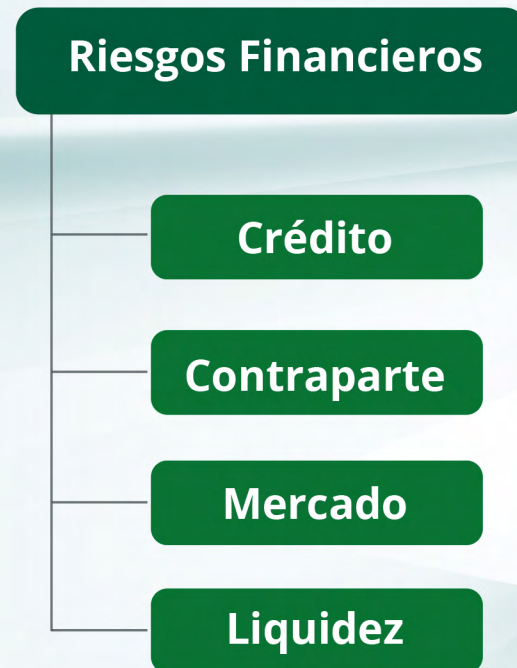 Riesgos Financieros
Crédito
Contraparte
Mercado
Liquidez